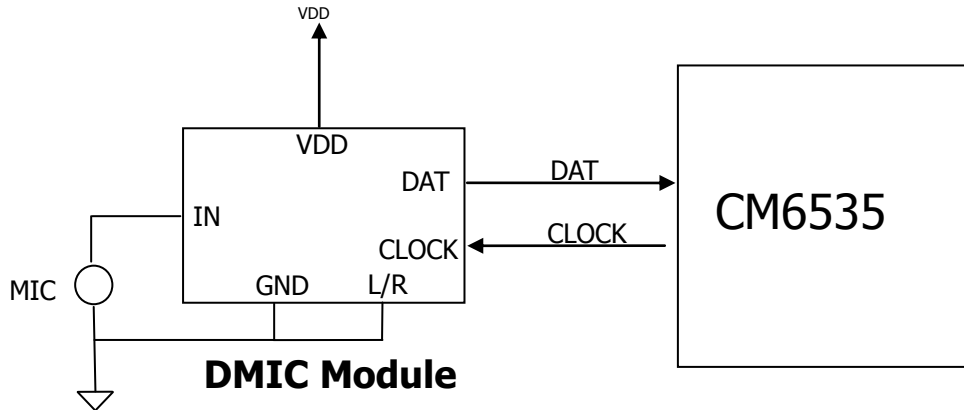 VDD
VDD
DAT
DAT
IN
CM6535
CLOCK
CLOCK
MIC
GND
L/R
DMIC Module